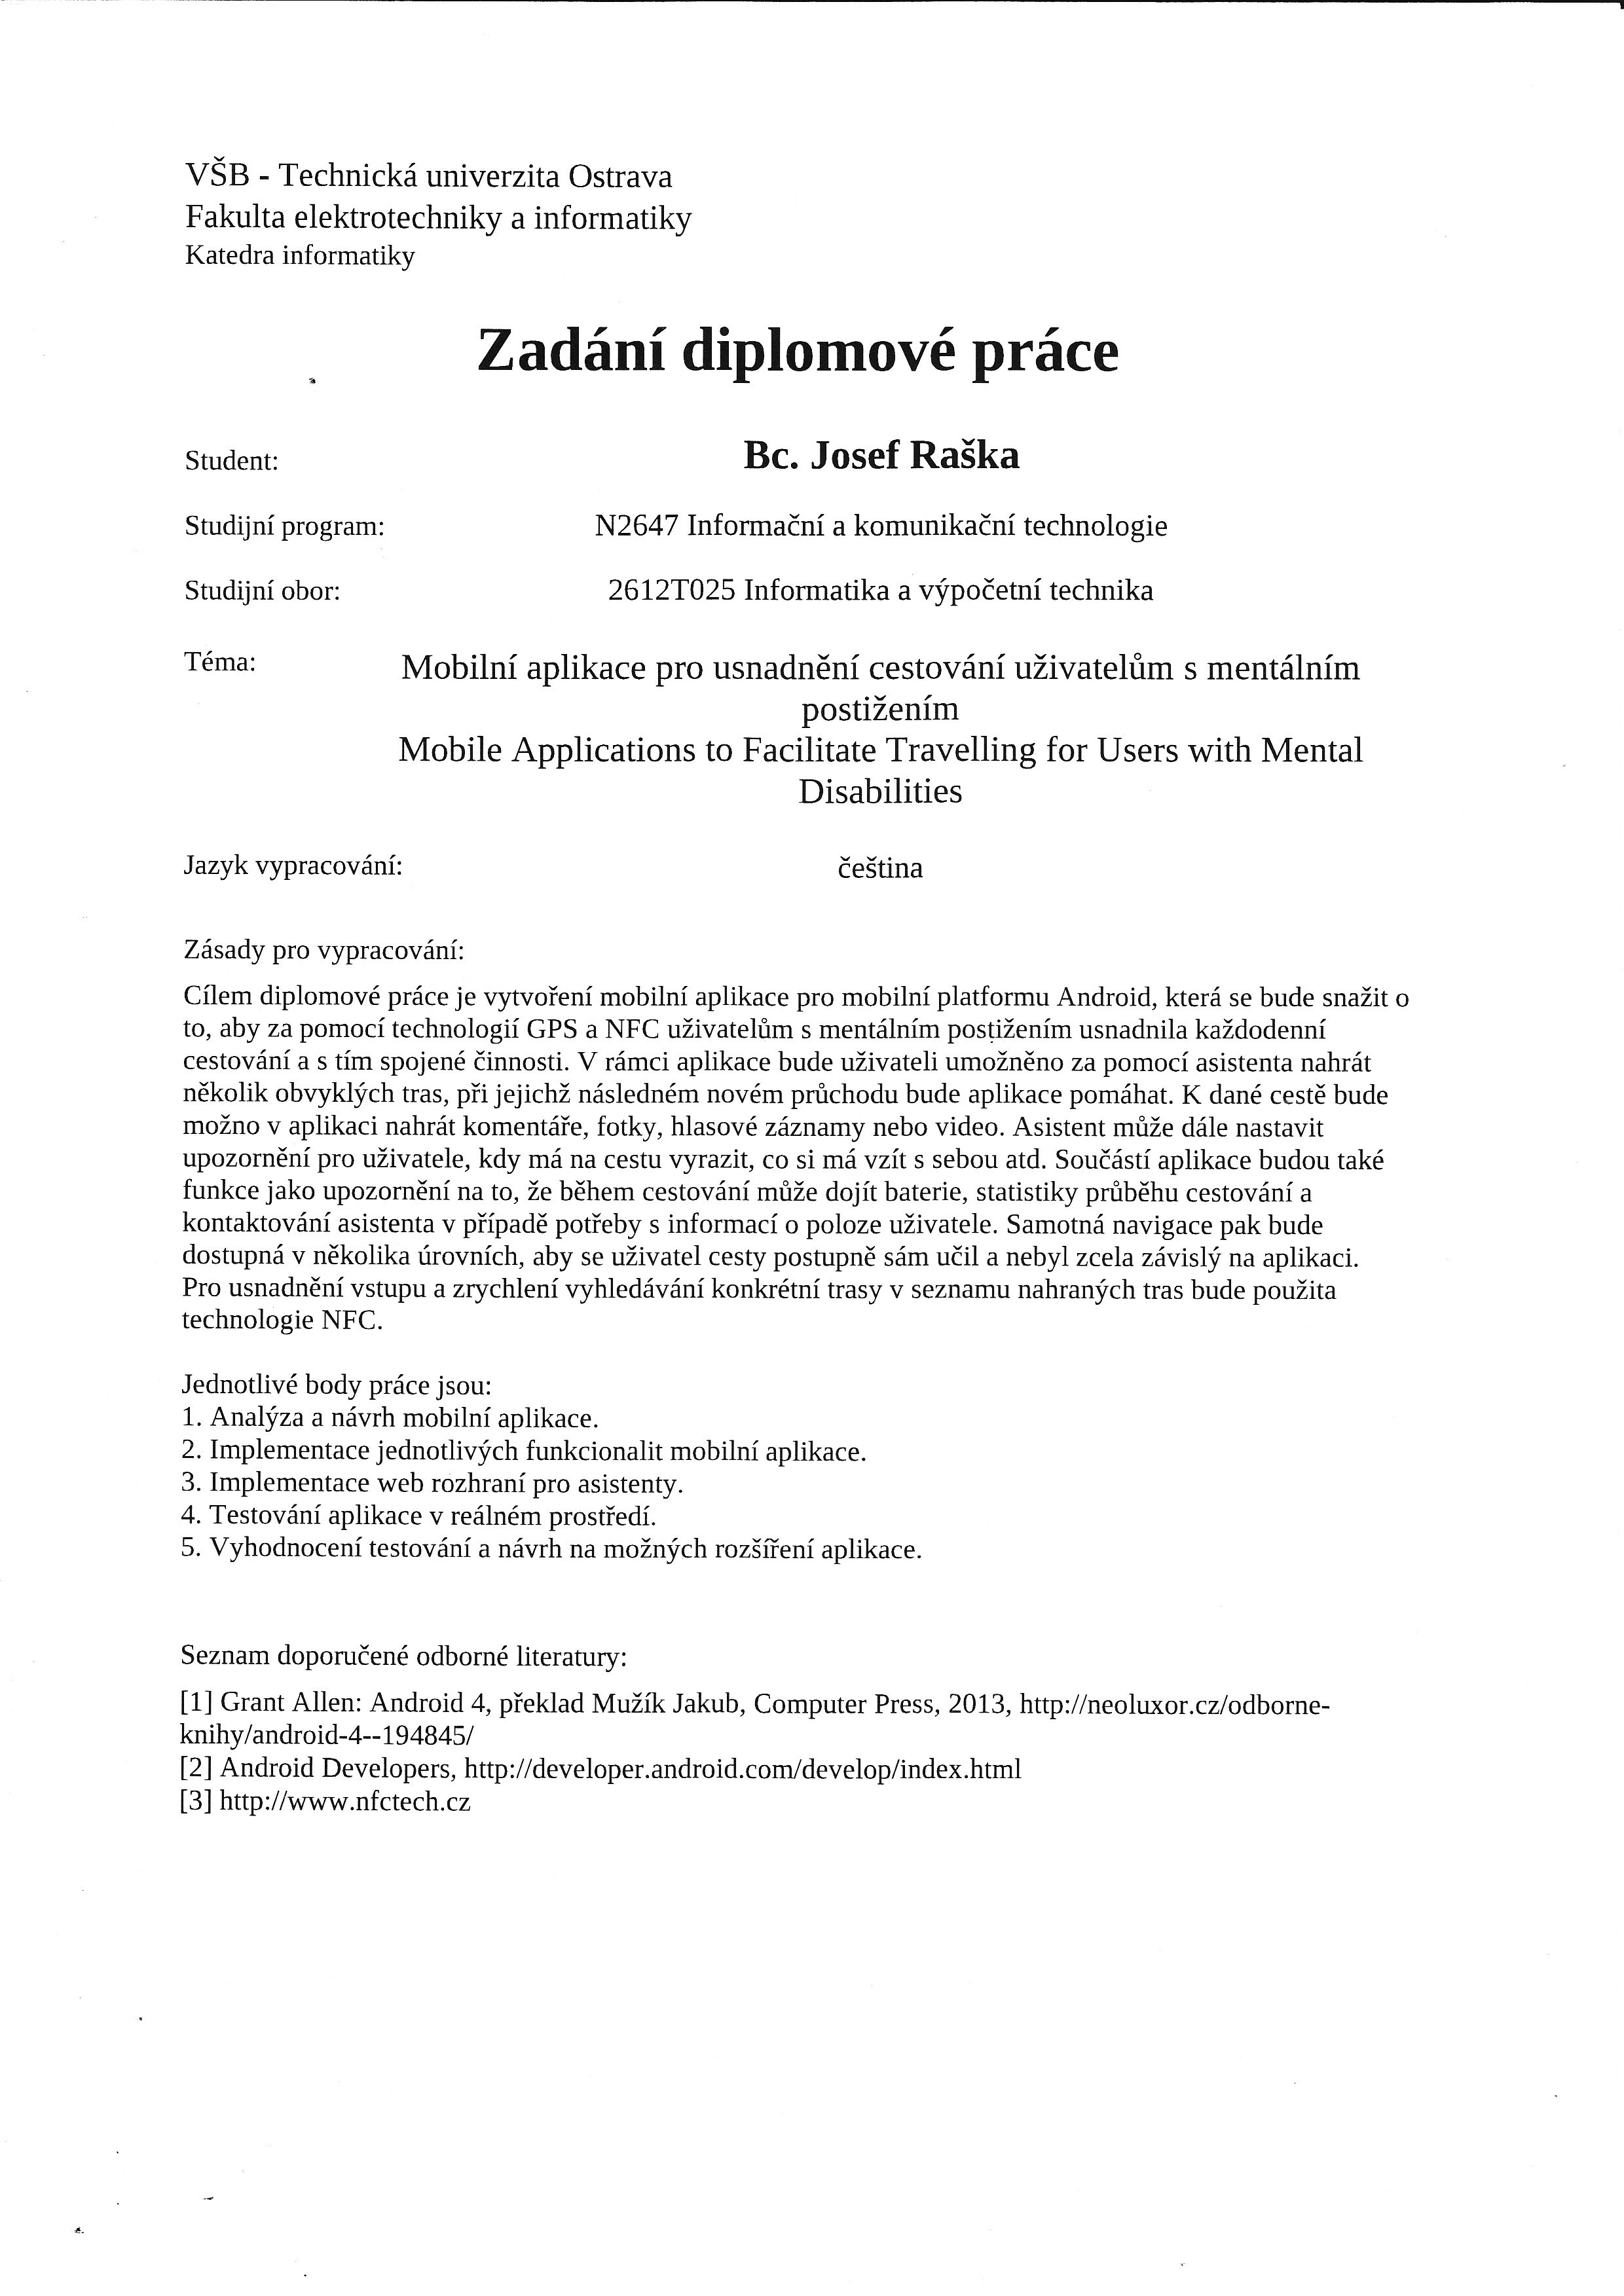 VŠB - Technická univerzita Ostrava
Fakulta elektrotechniky a informatiky
Katedra informatiky
Zadání diplomové práce
Student:
Bc. Josef Raška
Studijní program:
N2647 Informační a komunikační technologie
Studijní obor:
2612T025 Informatika a výpočetní technika
Téma:
Mobilní aplikace pro usnadnění cestování uživatelům s mentálním
postižením
Mobile Applications to Facilitate Travelling for Users with Mental
Disabilities
Jazyk vypracování:
čeština
Zásady pro vypracování:
Cílem diplomové práce je vytvoření mobilní aplikace pro mobilní platformu Android, která se bude snažit o
to, aby za pomocí technologií GPS a NFC uživatelům s mentálním postižením usnadnila každodenní
cestování a s tím spojené činnosti. V rámci aplikace bude uživateli umožněno za pomocí asistenta nahrát
několik obvyklých tras, při jejichž následném novém průchodu bude aplikace pomáhat. K dané cestě bude
možno v aplikaci nahrát komentáře, fotky, hlasové záznamy nebo video. Asistent může dále nastavit
upozornění pro uživatele, kdy má na cestu vyrazit, co si má vzít s sebou atd. Součástí aplikace budou také
funkce jako upozornění na to, že během cestování může dojít baterie, statistiky průběhu cestování a
kontaktování asistenta v případě potřeby s informací o poloze uživatele. Samotná navigace pak bude
dostupná v několika úrovních, aby se uživatel cesty postupně sám učil a nebyl zcela závislý na aplikaci.
Pro usnadnění vstupu a zrychlení vyhledávání konkrétní trasy v seznamu nahraných tras bude použita
technologie NFC.
Jednotlivé body práce jsou:
1. Analýza a návrh mobilní aplikace.
2. Implementace jednotlivých funkcionalit mobilní aplikace.
3. Implementace web rozhraní pro asistenty.
4. Testování aplikace v reálném prostředí.
5. Vyhodnocení testování a návrh na možných rozšíření aplikace.
Seznam doporučené odborné literatury:
[1] Grant Allen: Android 4, překlad Mužík Jakub, Computer Press, 2013, http://neoluxor.cz/odborne-
knihy/android-4--194845/
[2] Android Developers, http://developer.android.com/develop/index.html
[3] http://www.nfctech.cz